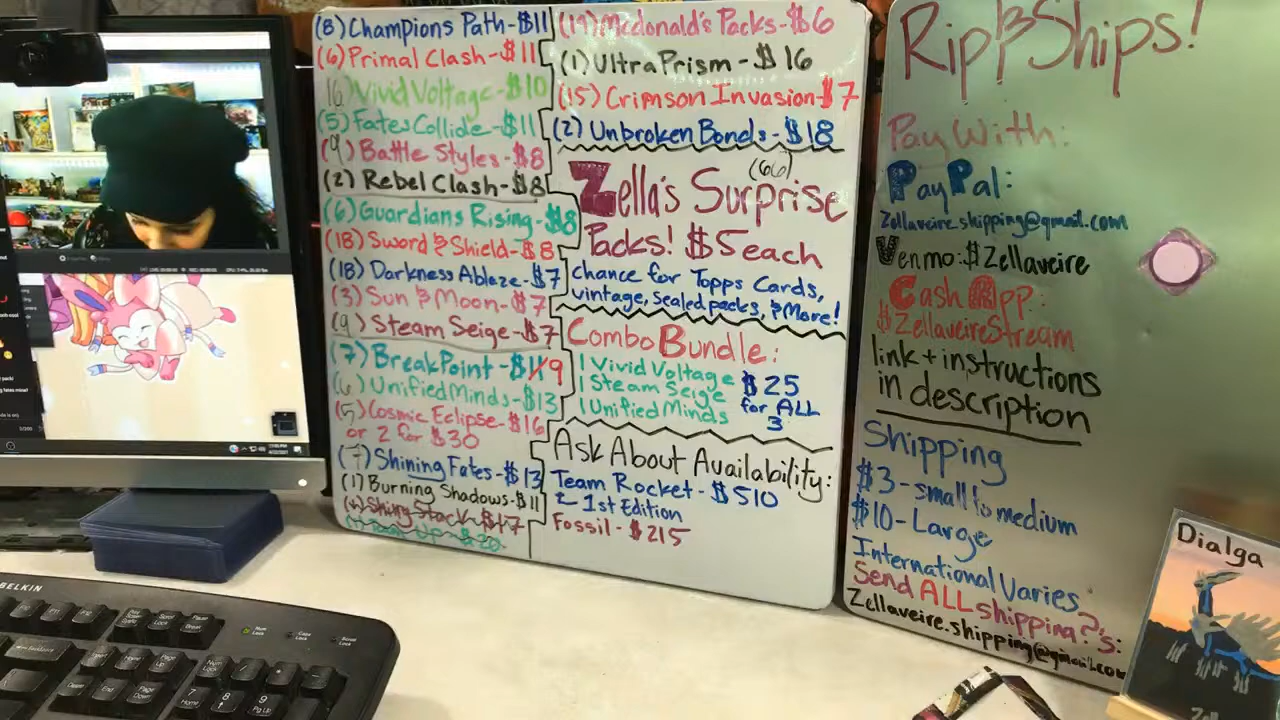 (8) Champions Path-$11
(6) Primal Clash-$11
(6) Vivid Voltage-$10
(5) Fates Collide-$11
(9) Battle Styles-$8
(2) Rebel Clash-$8
(6) Guardians Rising-$8
(18) Sword & Shield-$8
(18) Darkness Ablaze-$7
(3) Sun & Moon-$7
(9) Steam Seige-$7
(7) BreakPoint-$9
(6) Unified Minds-$13
(5) Cosmic Eclipse-$16
or 2 for $30
(7) Shining Fates-$13
(1) Burning Shadows-$11
$17
$20
(19) Mcdonald's Packs-$6
(1) Ultra Prism-$16
(15) Crimson Invasion-$7
(2) Unbroken Bonds-$18
(66)
Zella's Surprise
Packs! $5 each
chance for Topps Cards,
vintage, Sealed packs, & More!
Combo Bundle:
1 Vivid Voltage
1 Steam Seige
1 Unified Minds
$25
for ALL
3
Ask About Availability:
Team Rocket-$510
1st Edition
Fossil-$215
Rip & Ships!
Pay With:
PayPal:
Zellaveire.shipping@gmail.com
Venmo:$Zellaveire
Cash App:
$ZellaveireStream
link + instructions
in description
Shipping
$3-small to medium
$10-Large
International Varies
Send ALL shipping ?'s:
Zellaveire.shipping@gmail.com
Dialga
BELKIN